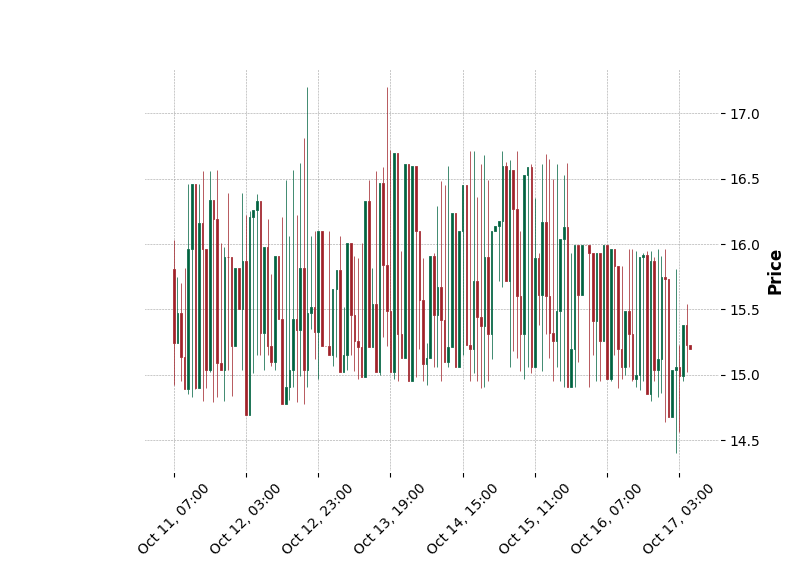 17.0
16.5
16.0
15.5
15.0
14.5
Price
Oct 11, 07:00
Oct 12, 03:00
Oct 12, 23:00
Oct 13, 19:00
Oct 14, 15:00
Oct 15, 11:00
Oct 16, 07:00
Oct 17, 03:00